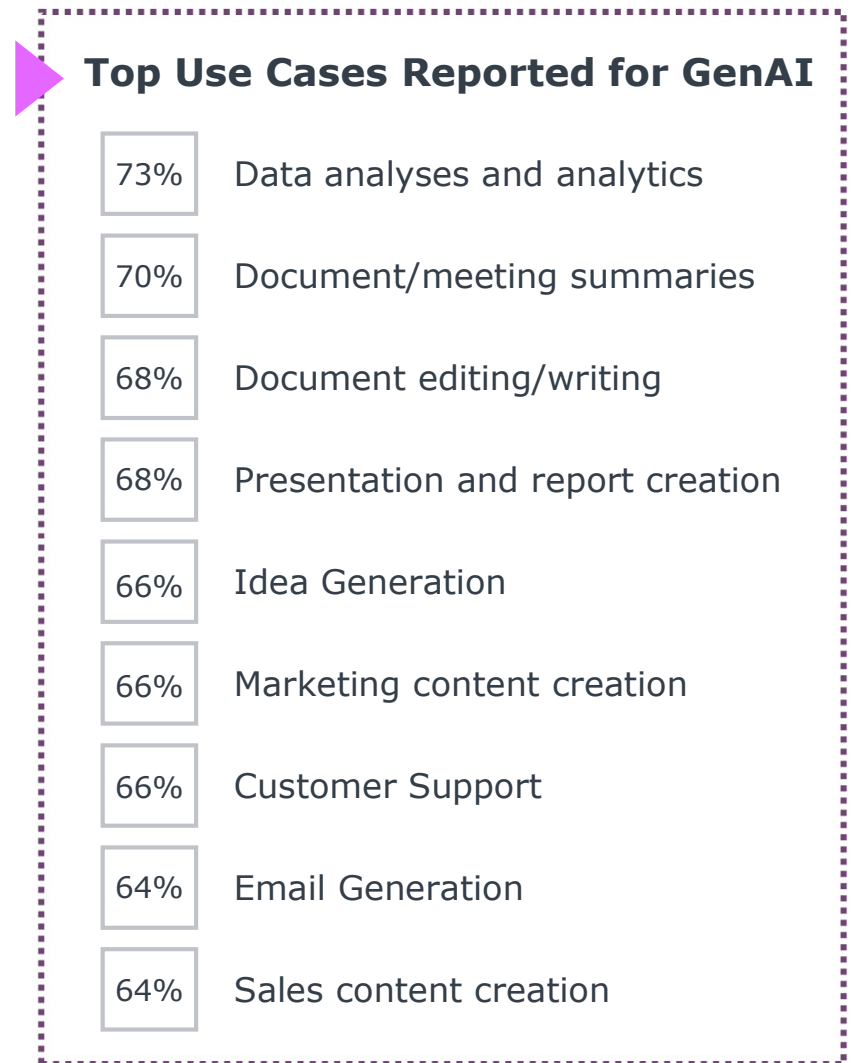 Top Use Cases Reported for GenAI
73% Data analyses and analytics
70% Document/meeting summaries
68% Document editing/writing
68% Presentation and report creation
66% Idea Generation
66% Marketing content creation
66% Customer Support
64% Email Generation
64% Sales content creation